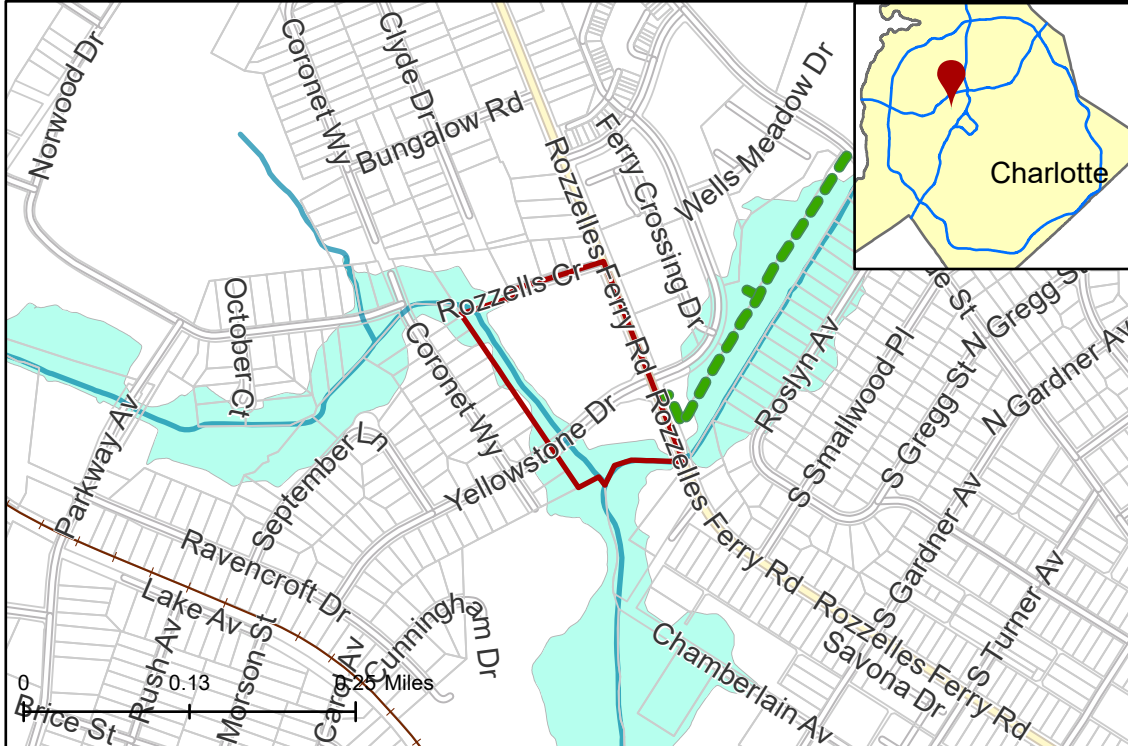 Norwood Dr
Coronet Wy
Clyde Dr
Bungalow Rd
Rozzelles Ferry Rd
Ferry Crossing Dr
Wells Meadow Dr
Charlotte
Rozzells Cr
October Ct
Coronet Wy
Parkway Av
September Ln
Yellowstone Dr
Roslyn Av
S Smallwood Pl
S Gregg St
N Gregg St
N Gardner Av
S Gardner Av
S Turner Av
Rozzelles Ferry Rd
Rozzelles Ferry Rd
Savona Dr
Chamberlain Av
Ravencroft Dr
Lake Av
Rush Av
Morson St
Carol Av
Cunningham Dr
Brice St
0
0.13
0.25 Miles